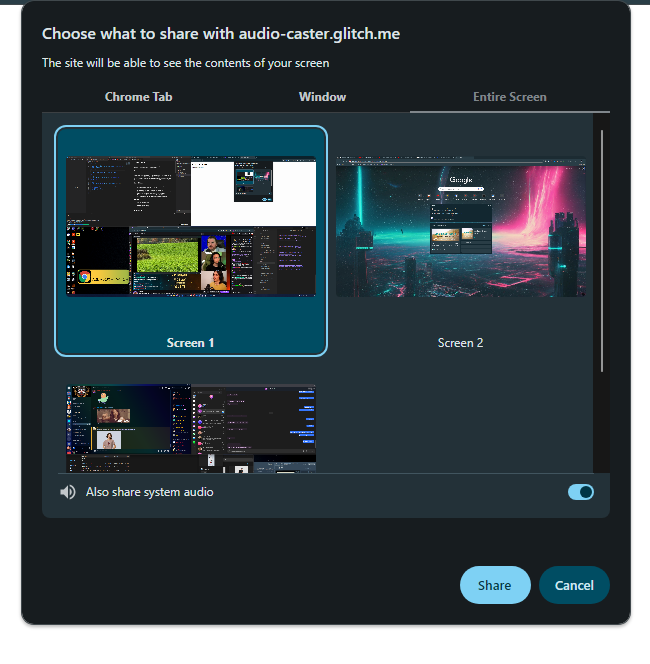 Choose what to share with audio-caster.glitch.me
The site will be able to see the contents of your screen
Chrome Tab
Window
Entire Screen
Google
Screen 1
Screen 2
Also share system audio
Share
Cancel